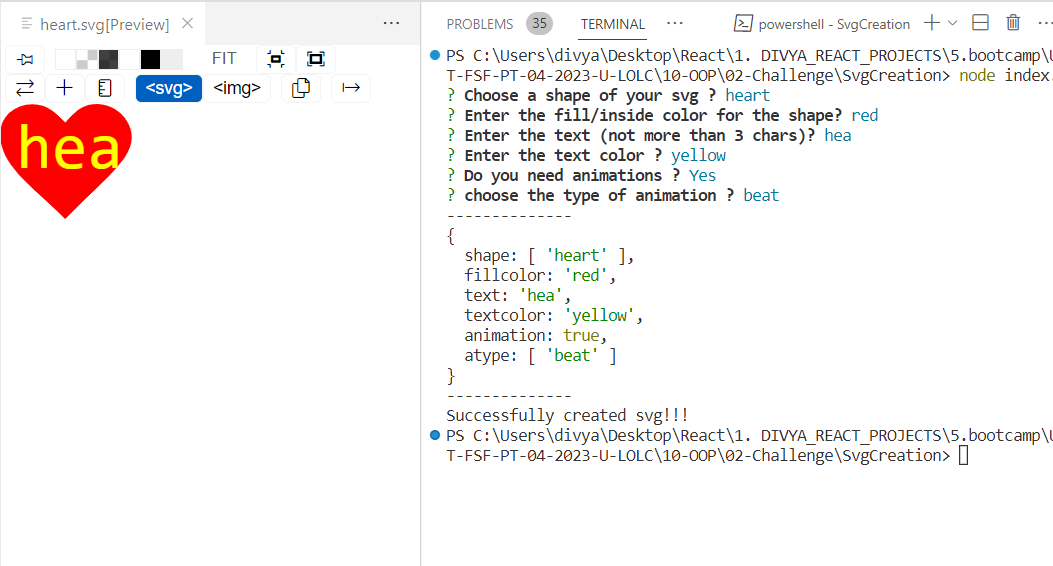 heart.svg[Preview]
FIT
<svg> <img>
hea
PROBLEMS 35 TERMINAL
powershell - SvgCreation
PS C:\Users\divya\Desktop\React\1. DIVYA_REACT_PROJECTS\5.bootcamp\U
T-FSF-PT-04-2023-U-LOLC\10-OOP\02-Challenge\SvgCreation> node index.
? Choose a shape of your svg ? heart
? Enter the fill/inside color for the shape? red
? Enter the text (not more than 3 chars)? hea
? Enter the text color ? yellow
? Do you need animations ? Yes
? choose the type of animation ? beat
--------------
{
shape: [ 'heart' ],
fillcolor: 'red',
text: 'hea',
textcolor: 'yellow',
animation: true,
atype: [ 'beat' ]
}
--------------
Successfully created svg!!!
PS C:\Users\divya\Desktop\React\1. DIVYA_REACT_PROJECTS\5.bootcamp\U
T-FSF-PT-04-2023-U-LOLC\10-OOP\02-Challenge\SvgCreation>